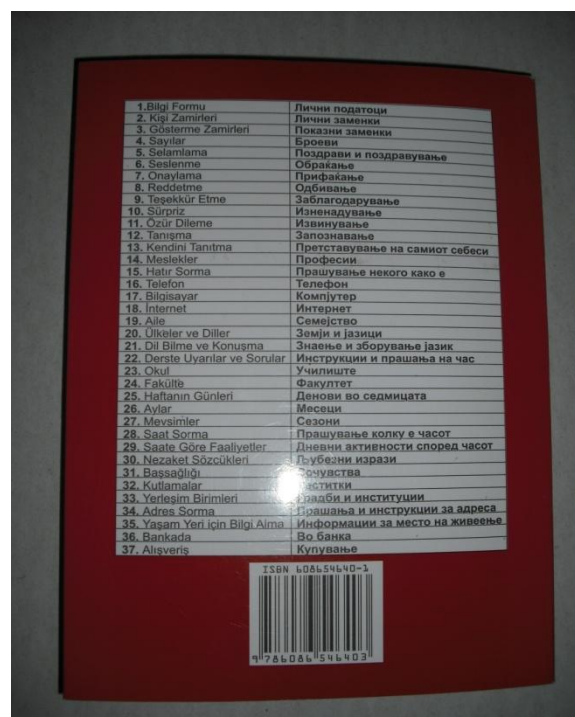 1.Bilgi Formu Лични податоци
2. Kişi Zamirleri Лични заменки
3. Gösterme Zamirleri Показни заменки
4. Sayılar Броеви
5. Selamlama Поздрави и поздравување
6. Seslenme Обраќање
7. Onaylama Прифаќање
8. Reddetme Одбивање
9. Teşekkür Etme Заблагодарување
10. Sürpriz Изненадување
11. Özür Dileme Извинување
12. Tanışma Запознавање
13. Kendini Tanıtma Претставување на самиот себеси
14. Meslekler Професии
15. Hatır Sorma Прашување некого како е
16. Telefon Телефон
17. Bilgisayar Компјутер
18. İnternet Интернет
19. Aile Семејство
20. Ülkeler ve Diller Земји и јазици
21. Dil Bilme ve Konuşma Знаење и зборување јазик
22. Derste Uyarılar ve Sorular Инструкции и прашања на час
23. Okul Училиште
24. Fakülte Факултет
25. Haftanın Günleri Денови во седмицата
26. Aylar Месеци
27. Mevsimler Сезони
28. Saat Sorma Прашување колку е часот
29. Saate Göre Faaliyetler Дневни активности според часот
30. Nezaket Sözcükleri Љубезни изрази
31. Başsağlığı Сочувства
32. Kutlamalar
33. Yerleşim Birimleri Градби и институции
34. Adres Sorma Прашања и инструкции за адреса
35. Yaşam Yeri için Bilgi Alma Информации за место на живеење
36. Bankada Во банка
37. Alışveriş Купување
ISBN 608654640-1
9 786086 546403